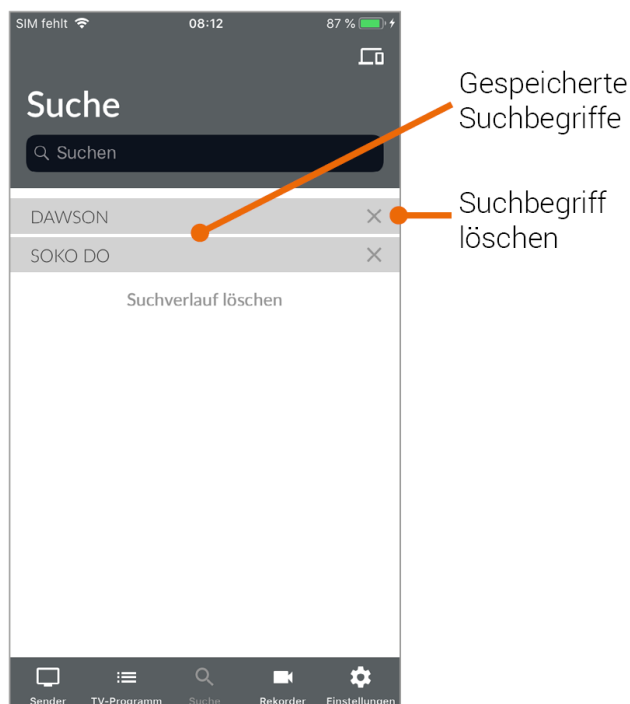 SIM fehlt 08:12 87 %
Suche
Suchen
DAWSON
SOKO DO
Suchverlauf löschen
Sender TV-Programm Suche Rekorder Einstellungen
Gespeicherte
Suchbegriffe
Suchbegriff
löschen